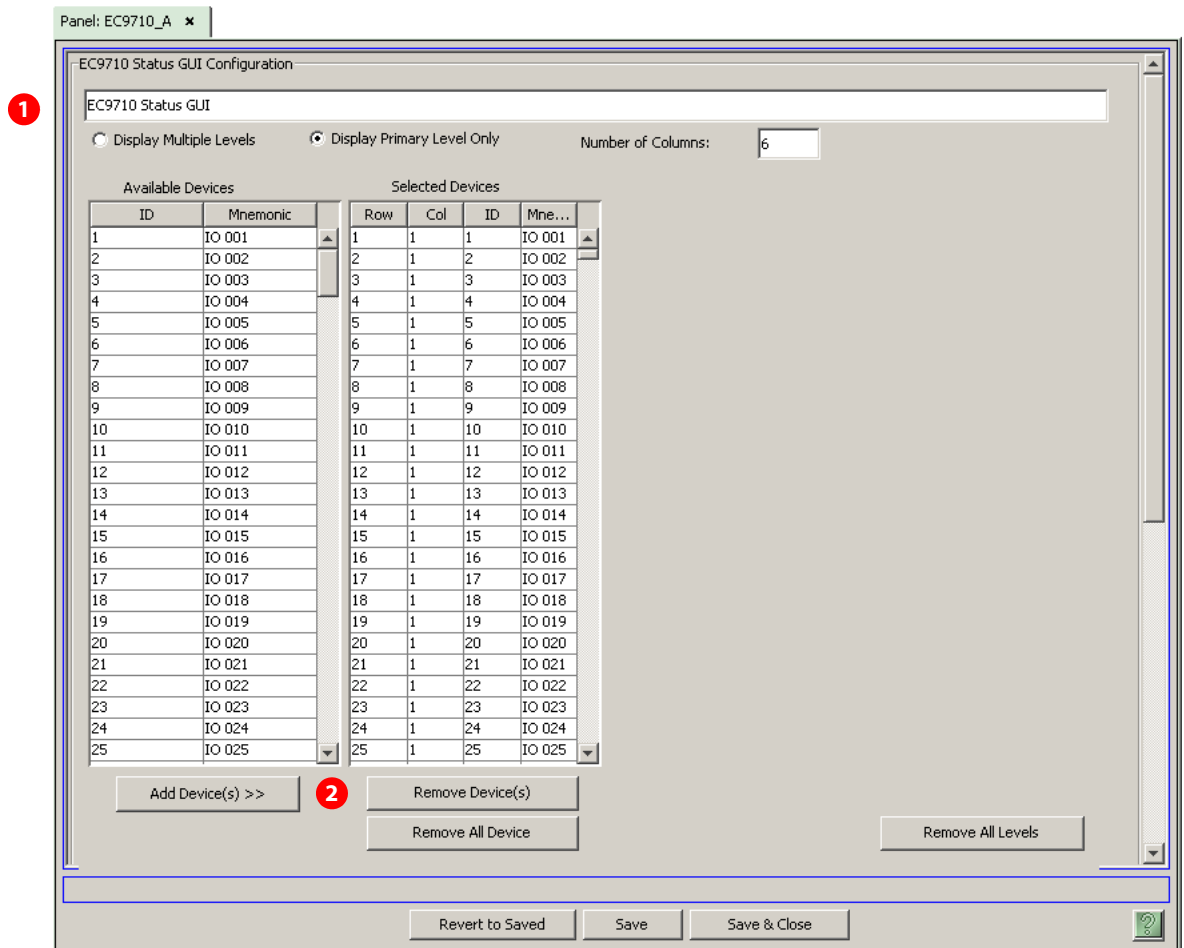 Panel: EC9710_A ×
EC9710 Status GUI Configuration
1
EC9710 Status GUI
Display Multiple Levels Display Primary Level Only Number of Columns: 6
Available Devices Selected Devices
ID Mnemonic Row Col ID Mne...
1 IO 001 1 1 1 IO 001
2 IO 002 2 1 2 IO 002
3 IO 003 3 1 3 IO 003
4 IO 004 4 1 4 IO 004
5 IO 005 5 1 5 IO 005
6 IO 006 6 1 6 IO 006
7 IO 007 7 1 7 IO 007
8 IO 008 8 1 8 IO 008
9 IO 009 9 1 9 IO 009
10 IO 010 10 1 10 IO 010
11 IO 011 11 1 11 IO 011
12 IO 012 12 1 12 IO 012
13 IO 013 13 1 13 IO 013
14 IO 014 14 1 14 IO 014
15 IO 015 15 1 15 IO 015
16 IO 016 16 1 16 IO 016
17 IO 017 17 1 17 IO 017
18 IO 018 18 1 18 IO 018
19 IO 019 19 1 19 IO 019
20 IO 020 20 1 20 IO 020
21 IO 021 21 1 21 IO 021
22 IO 022 22 1 22 IO 022
23 IO 023 23 1 23 IO 023
24 IO 024 24 1 24 IO 024
25 IO 025 25 1 25 IO 025
Add Device(s) >> 2 Remove Device(s)
Remove All Device Remove All Levels
Revert to Saved Save Save & Close ?